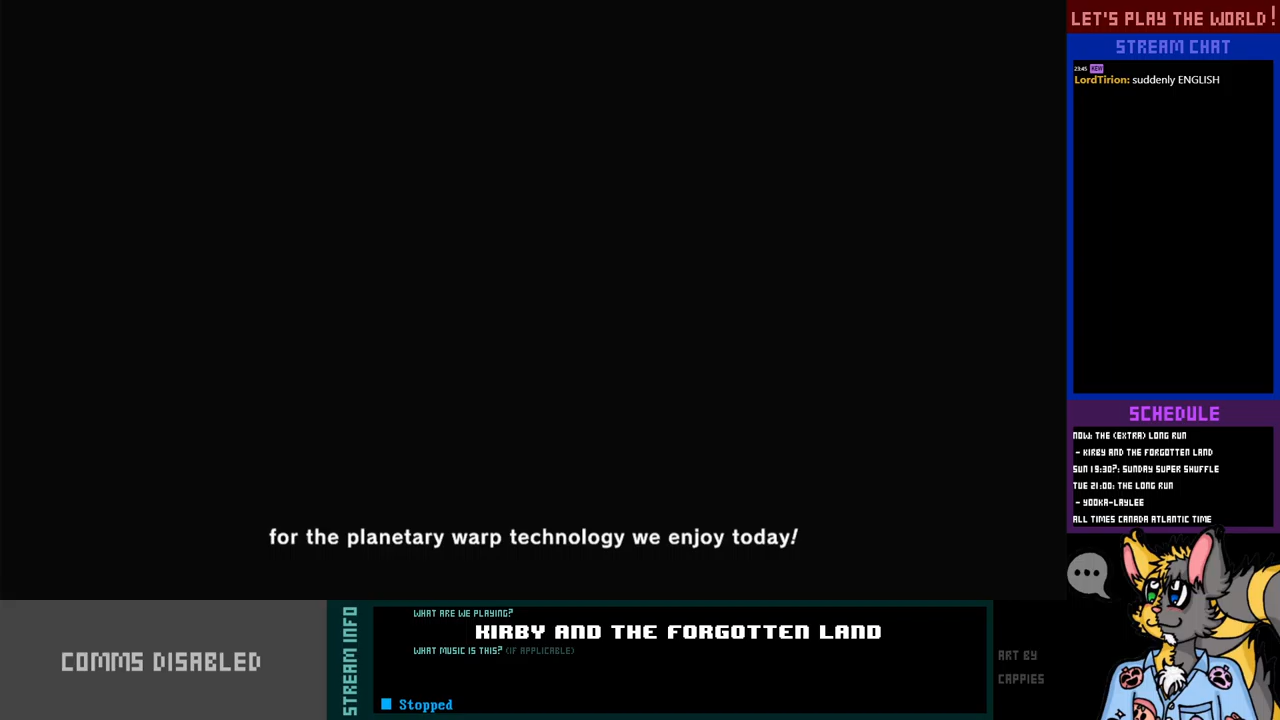 LET'S PLAY THE WORLD!
STREAM CHAT
23:45 NEW
LordTirion: suddenly ENGLISH
SCHEDULE
NOW: THE (EXTRA) LONG RUN
- KIRBY AND THE FORGOTTEN LAND
SUN 19:30?: SUNDAY SUPER SHUFFLE
TUE 21:00: THE LONG RUN
- YOOKA-LAYLEE
ALL TIMES CANADA ATLANTIC TIME
for the planetary warp technology we enjoy today!
COMMS DISABLED
STREAM INFO
WHAT ARE WE PLAYING?
KIRBY AND THE FORGOTTEN LAND
WHAT MUSIC IS THIS? (IF APPLICABLE)
Stopped
ART BY
CAPPIES